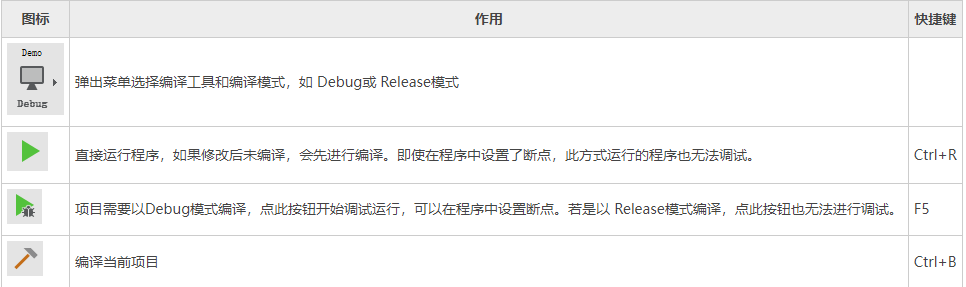 图标 作用 快捷键
Demo
Debug
弹出菜单选择编译工具和编译模式，如 Debug或 Release模式
直接运行程序，如果修改后未编译，会先进行编译。即使在程序中设置了断点，此方式运行的程序也无法调试。 Ctrl+R
项目需要以Debug模式编译，点此按钮开始调试运行，可以在程序中设置断点。若是以 Release模式编译，点此按钮也无法进行调试。 F5
编译当前项目 Ctrl+B